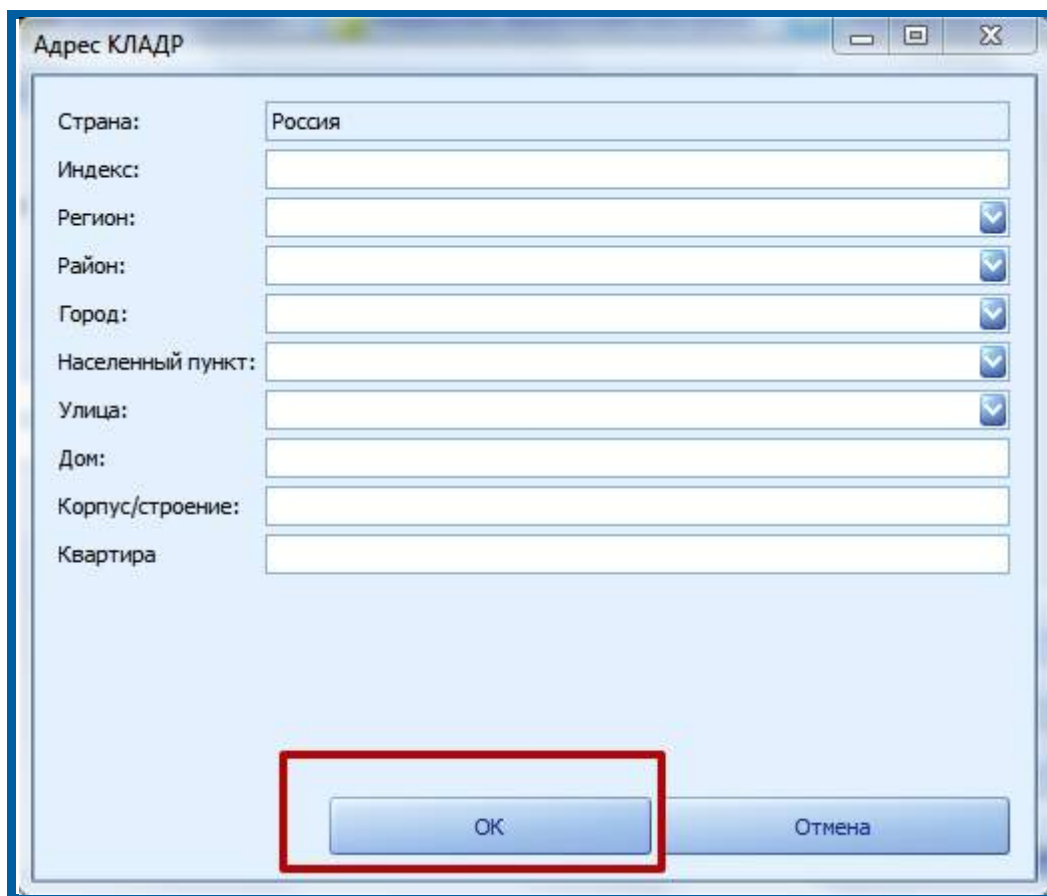 Адрес КЛАДР
Страна: Россия
Индекс:
Регион:
Район:
Город:
Населенный пункт:
Улица:
Дом:
Корпус/строение:
Квартира
ОК Отмена